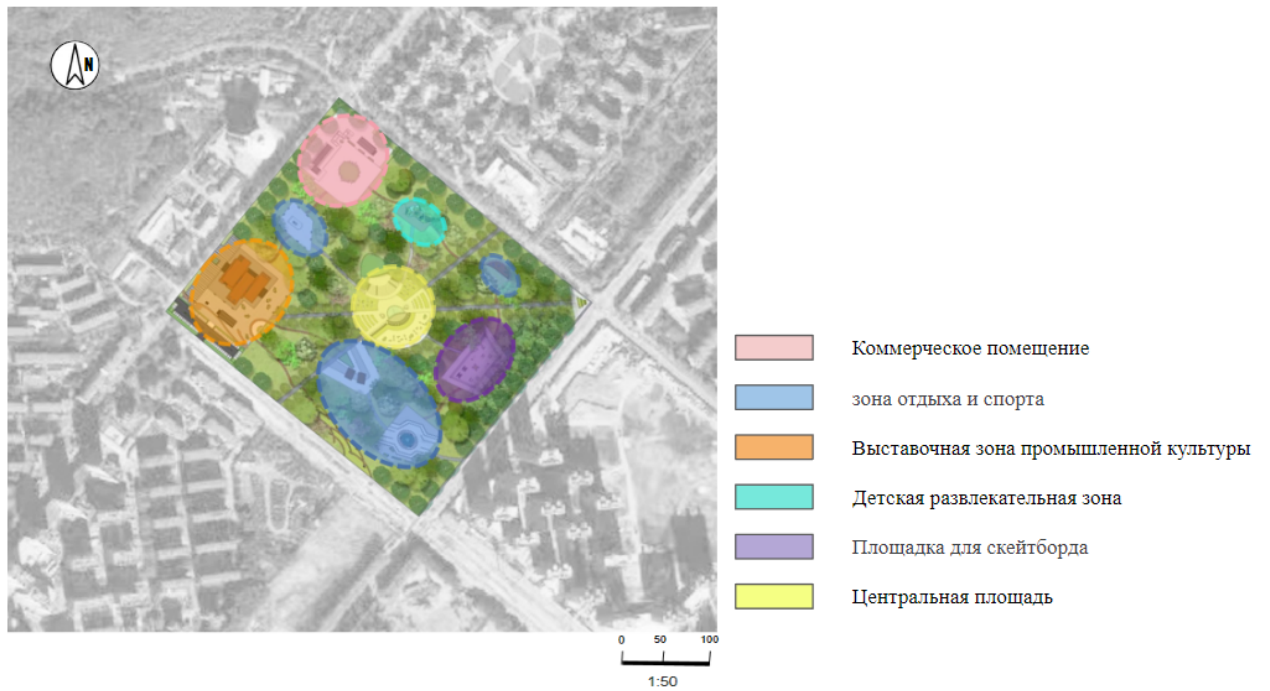 N
Коммерческое помещение
зона отдыха и спорта
Выставочная зона промышленной культуры
Детская развлекательная зона
Площадка для скейтборда
Центральная площадь
0 50 100
1:50